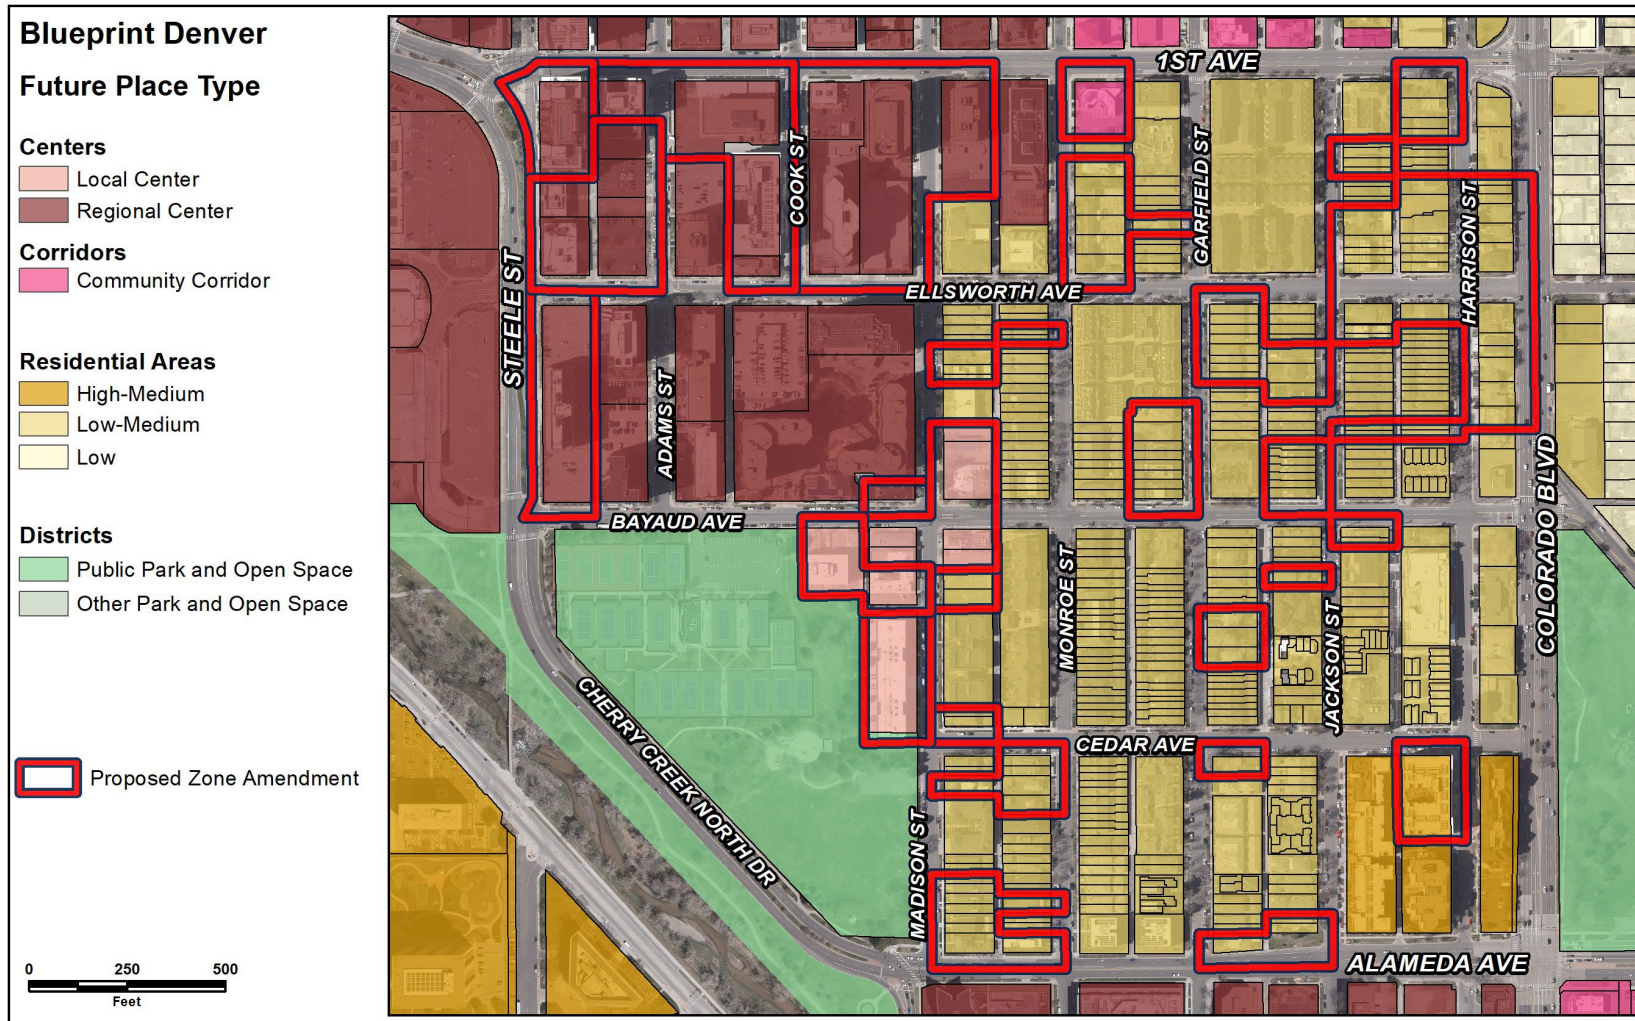 Blueprint Denver
Future Place Type
Centers
Local Center
Regional Center
Corridors
Community Corridor
Residential Areas
High-Medium
Low-Medium
Low
Districts
Public Park and Open Space
Other Park and Open Space
Proposed Zone Amendment
0 250 500
Feet
1ST AVE
COOK ST
GARFIELD ST
HARRISON ST
STEELE ST
ELLSWORTH AVE
ADAMS ST
COLORADO BLVD
BAYAUD AVE
MONROE ST
JACKSON ST
CHERRY CREEK NORTH DR
CEDAR AVE
MADISON ST
ALAMEDA AVE